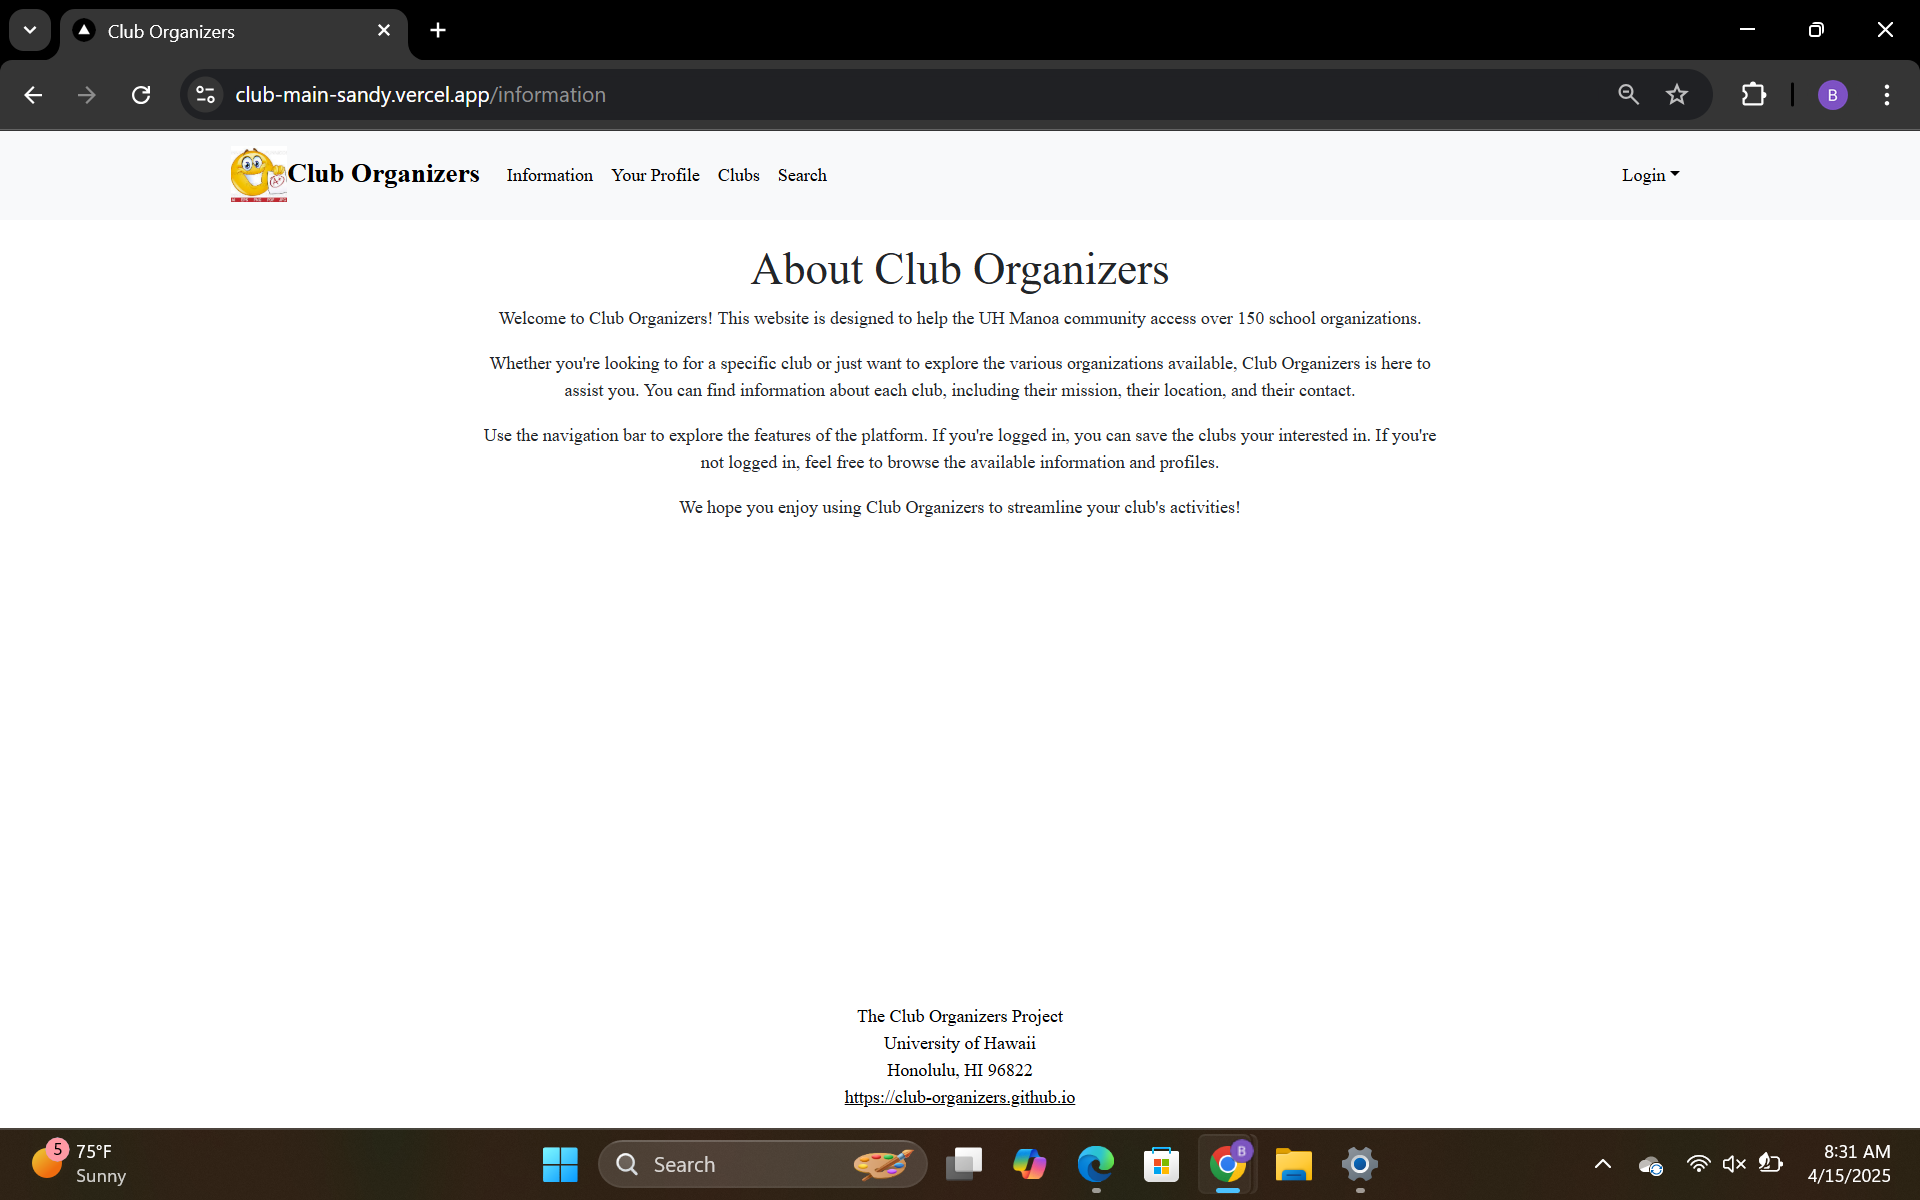 Club Organizers
club-main-sandy.vercel.app/information
B
Club Organizers
Information
Your Profile
Clubs
Search
Login
About Club Organizers
Welcome to Club Organizers! This website is designed to help the UH Manoa community access over 150 school organizations.
Whether you're looking to for a specific club or just want to explore the various organizations available, Club Organizers is here to
assist you. You can find information about each club, including their mission, their location, and their contact.
Use the navigation bar to explore the features of the platform. If you're logged in, you can save the clubs your interested in. If you're
not logged in, feel free to browse the available information and profiles.
We hope you enjoy using Club Organizers to streamline your club's activities!
The Club Organizers Project
University of Hawaii
Honolulu, HI 96822
https://club-organizers.github.io
5
75°F
Sunny
Search
B
8:31 AM
4/15/2025